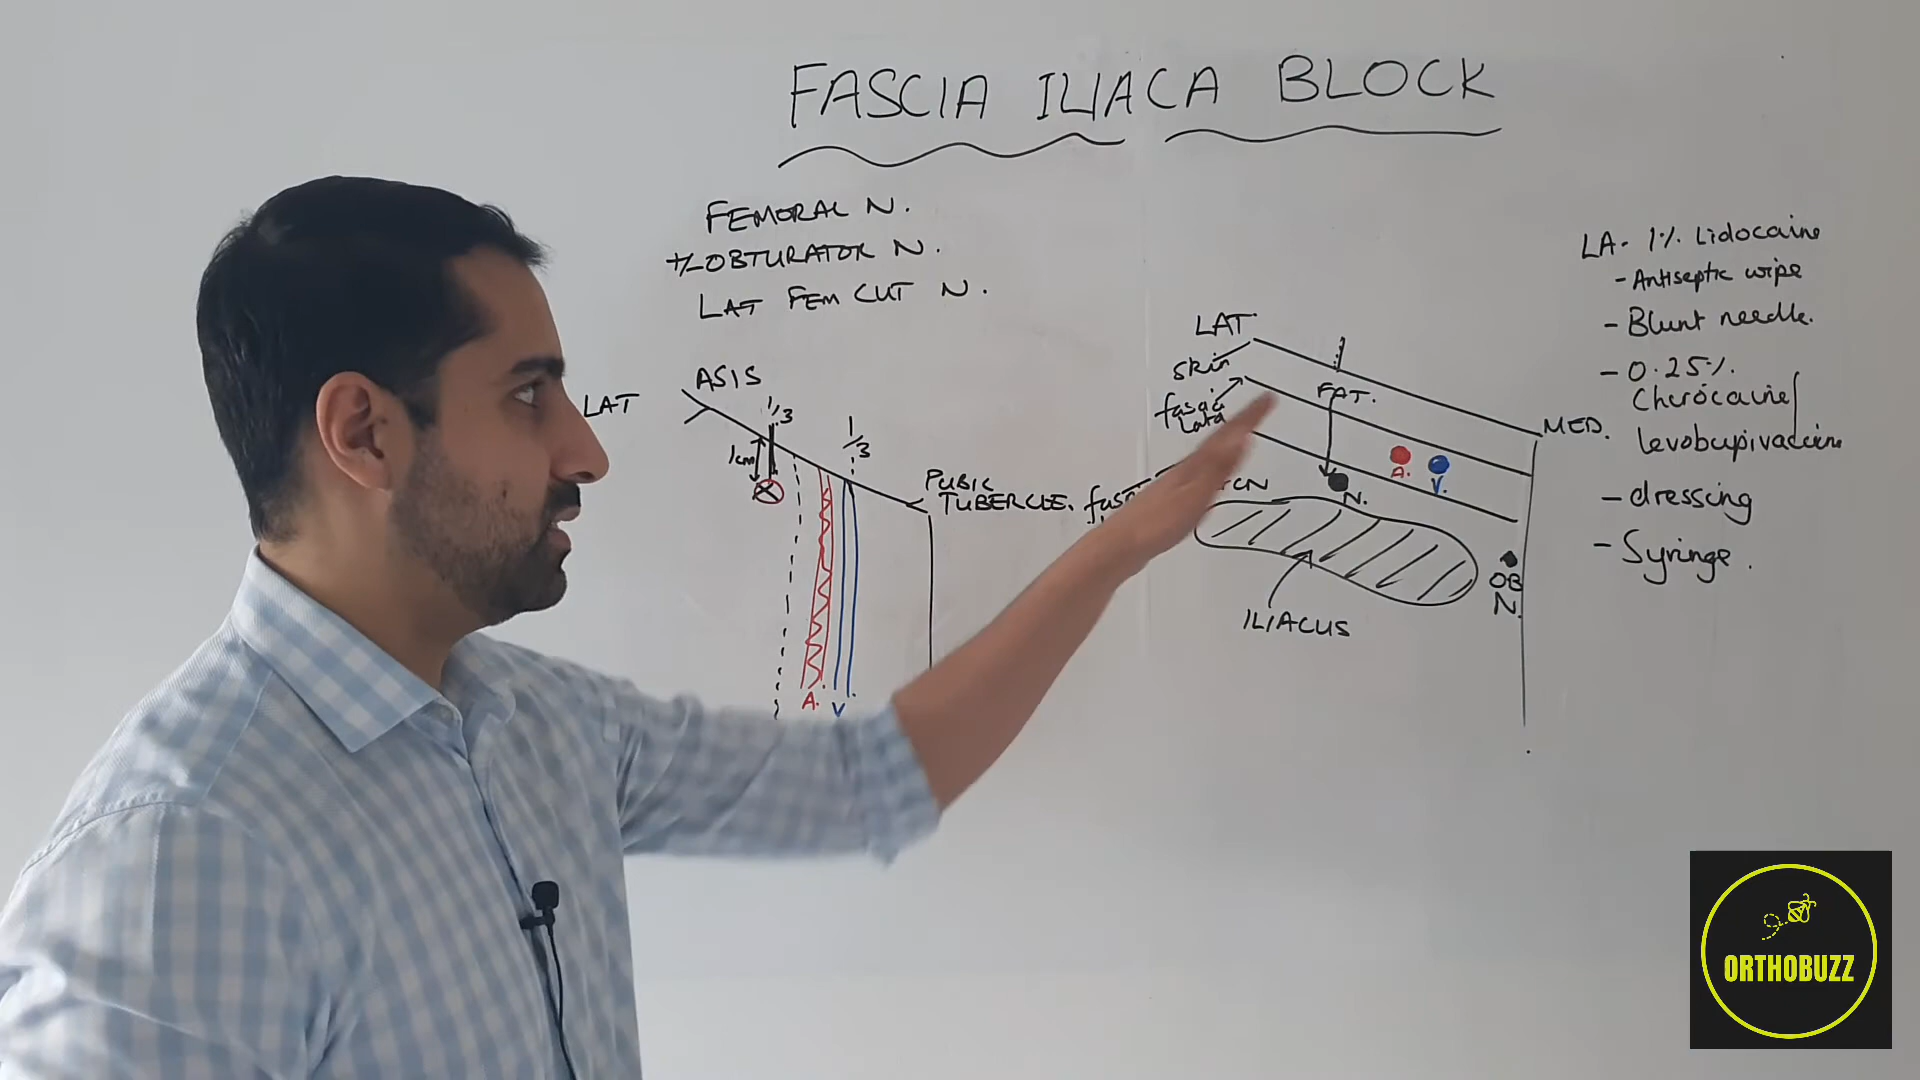 FASCIA ILIACA BLOCK
FEMORAL N.
+/- OBTURATOR N.
LAT FEM CUT N.
LAT
ASIS
1/3
1cm
1/3
PUBIC
TUBERCLE.
A.
V
LAT.
skin
fascia
lata
FAT.
MED.
A.
V.
N.
ILIACUS
OB
N.
LA - 1% Lidocaine
- Antiseptic wipe
- Blunt needle.
- 0.25%
Chirocaine/
levobupivacaine
- dressing
- Syringe.
ORTHOBUZZ